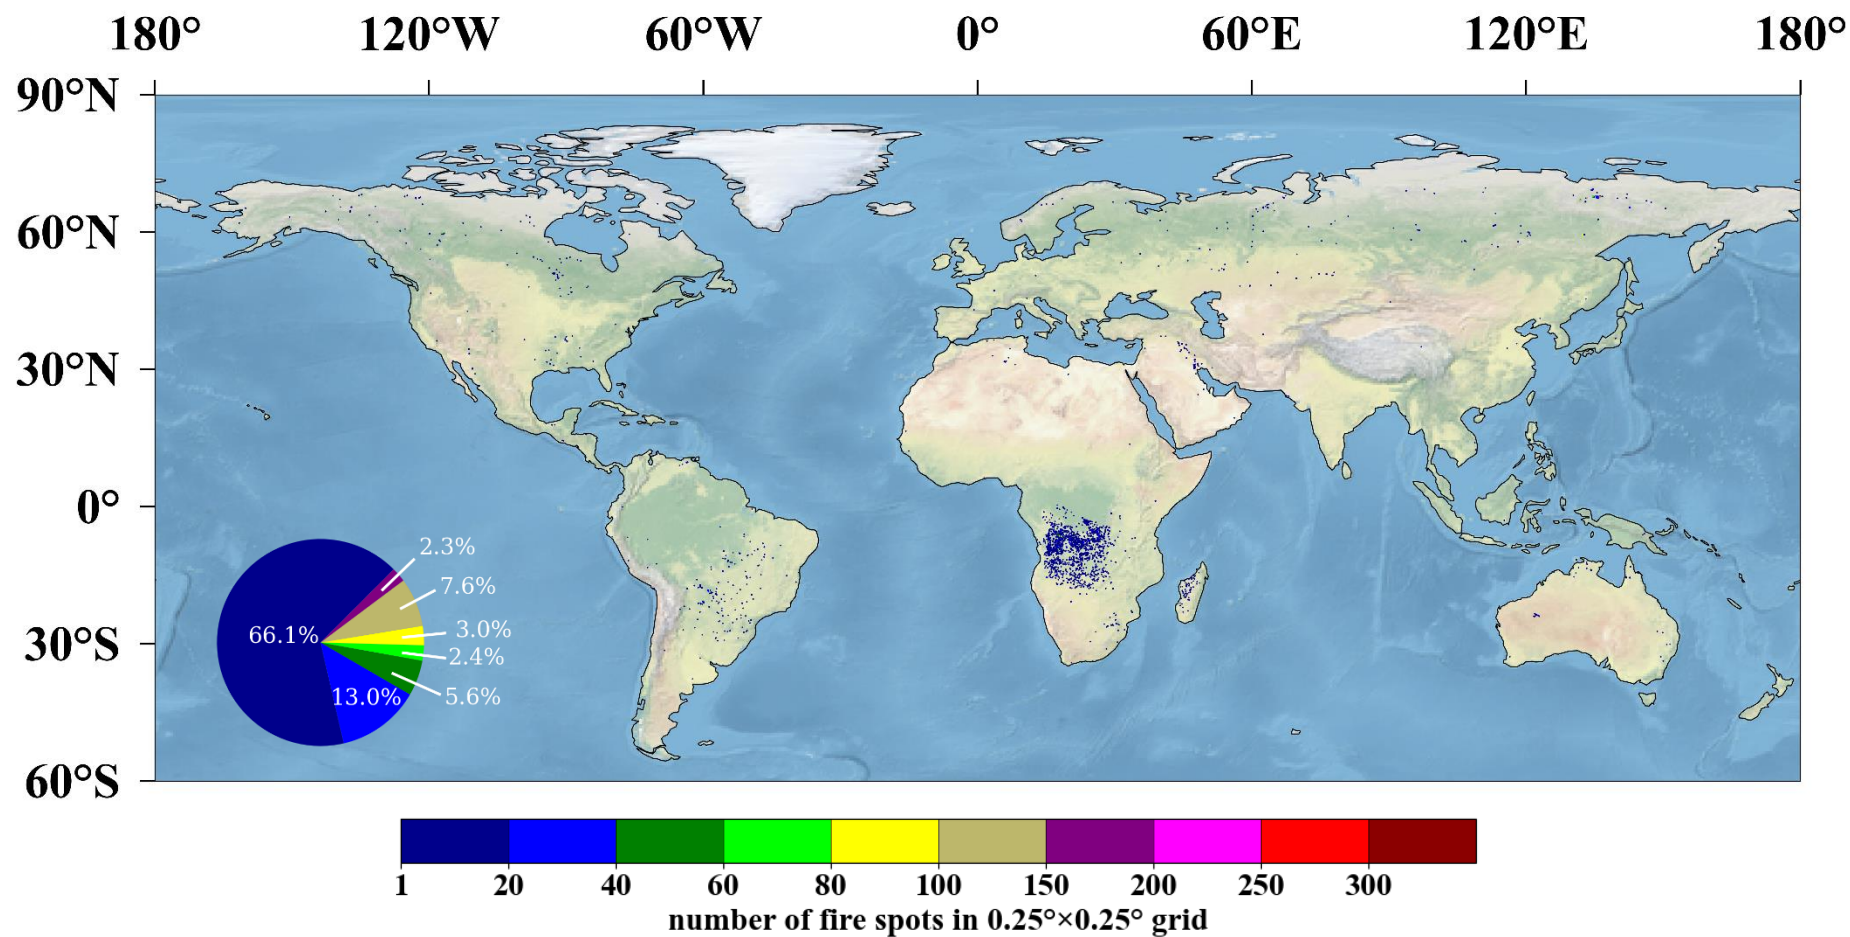 180° 120°W 60°W 0° 60°E 120°E 180°
90°N
60°N
30°N
0°
30°S
60°S
2.3%
7.6%
66.1%
3.0%
2.4%
13.0%
5.6%
1 20 40 60 80 100 150 200 250 300
number of fire spots in 0.25°×0.25° grid